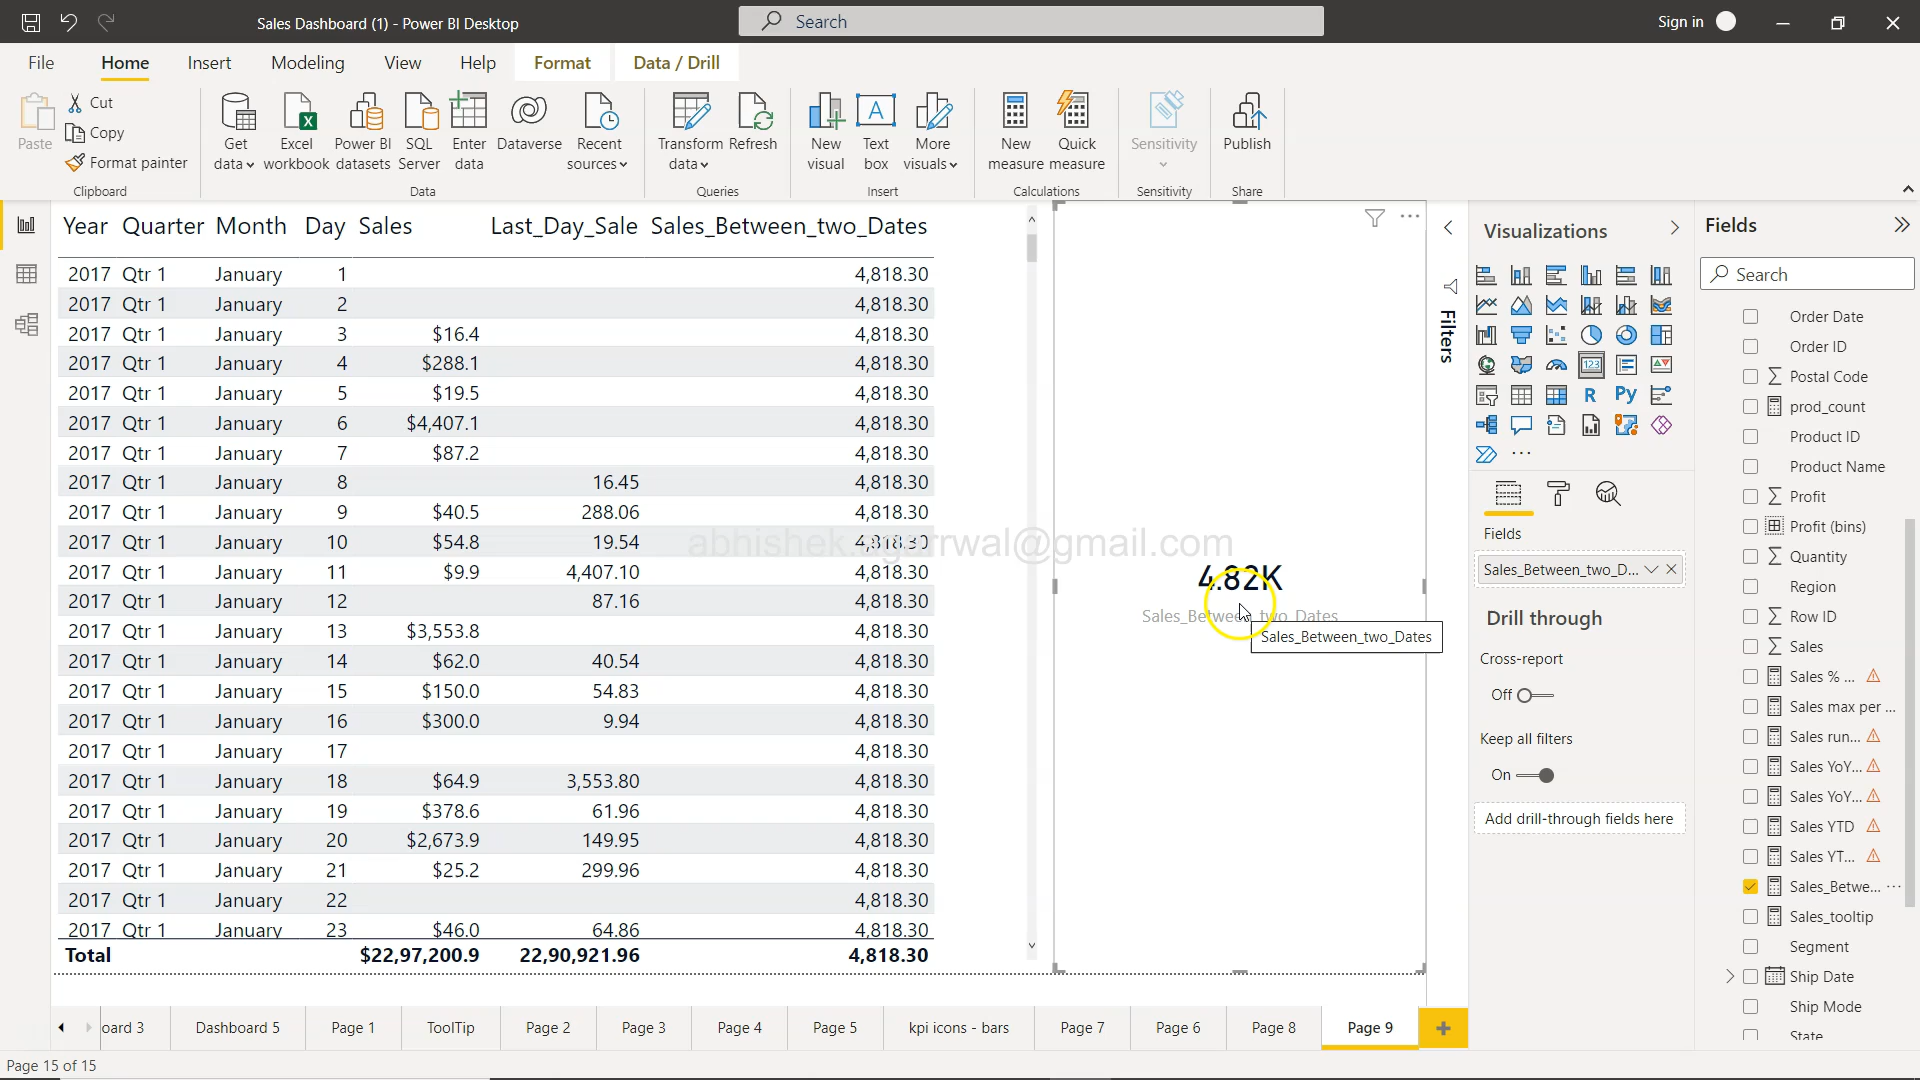 Sales Dashboard (1) - Power BI Desktop
Search
Sign in
File
Home
Insert
Modeling
View
Help
Format
Data / Drill
Paste
Cut
Copy
Format painter
Clipboard
Get data
Excel workbook
Power BI datasets
SQL Server
Enter data
Dataverse
Recent sources
Data
Transform data
Refresh
Queries
New visual
Text box
More visuals
Insert
New measure
Quick measure
Calculations
Sensitivity
Sensitivity
Publish
Share
Year Quarter Month Day Sales Last_Day_Sale Sales_Between_two_Dates
2017 Qtr 1 January 1 4,818.30
2017 Qtr 1 January 2 4,818.30
2017 Qtr 1 January 3 $16.4 4,818.30
2017 Qtr 1 January 4 $288.1 4,818.30
2017 Qtr 1 January 5 $19.5 4,818.30
2017 Qtr 1 January 6 $4,407.1 4,818.30
2017 Qtr 1 January 7 $87.2 4,818.30
2017 Qtr 1 January 8 16.45 4,818.30
2017 Qtr 1 January 9 $40.5 288.06 4,818.30
2017 Qtr 1 January 10 $54.8 19.54 4,818.30
2017 Qtr 1 January 11 $9.9 4,407.10 4,818.30
2017 Qtr 1 January 12 87.16 4,818.30
2017 Qtr 1 January 13 $3,553.8 4,818.30
2017 Qtr 1 January 14 $62.0 40.54 4,818.30
2017 Qtr 1 January 15 $150.0 54.83 4,818.30
2017 Qtr 1 January 16 $300.0 9.94 4,818.30
2017 Qtr 1 January 17 4,818.30
2017 Qtr 1 January 18 $64.9 3,553.80 4,818.30
2017 Qtr 1 January 19 $378.6 61.96 4,818.30
2017 Qtr 1 January 20 $2,673.9 149.95 4,818.30
2017 Qtr 1 January 21 $25.2 299.96 4,818.30
2017 Qtr 1 January 22 4,818.30
2017 Qtr 1 January 23 $46.0 64.86 4,818.30
Total $22,97,200.9 22,90,921.96 4,818.30
4.82K
Sales_Between_two_Dates
Sales_Between_two_Dates
Filters
Visualizations
R
Py
123
Fields
Sales_Between_two_D...
Drill through
Cross-report
Off
Keep all filters
On
Add drill-through fields here
Fields
Search
Order Date
Order ID
Postal Code
prod_count
Product ID
Product Name
Profit
Profit (bins)
Quantity
Region
Row ID
Sales
Sales % ...
Sales max per ...
Sales run...
Sales YoY...
Sales YoY...
Sales YTD
Sales YT...
Sales_Betwe...
Sales_tooltip
Segment
Ship Date
Ship Mode
State
oard 3
Dashboard 5
Page 1
ToolTip
Page 2
Page 3
Page 4
Page 5
kpi icons - bars
Page 7
Page 6
Page 8
Page 9
Page 15 of 15